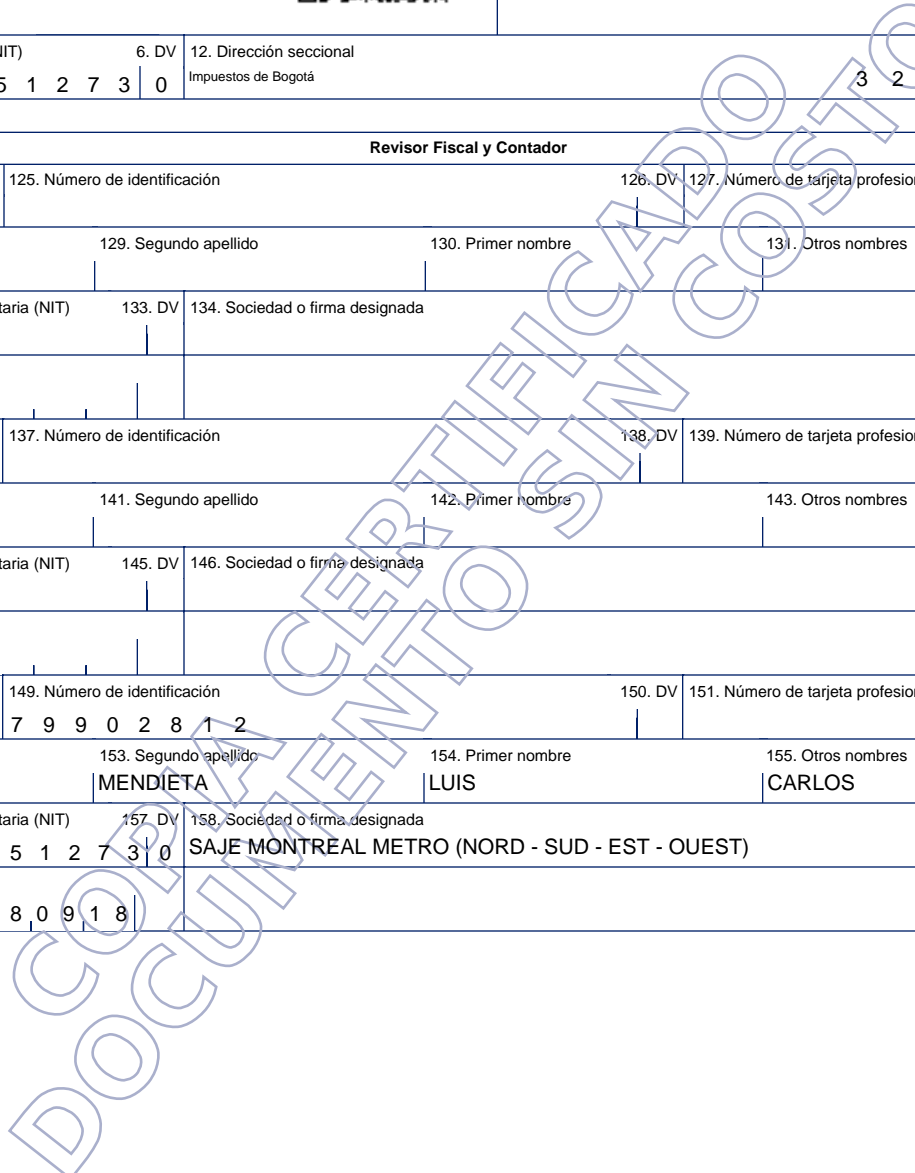 NIT) 6. DV 12. Dirección seccional
5 1 2 7 3 0 Impuestos de Bogotá 3 2
Revisor Fiscal y Contador
125. Número de identificación 126. DV 127. Número de tarjeta profesion
129. Segundo apellido 130. Primer nombre 131. Otros nombres
taria (NIT) 133. DV 134. Sociedad o firma designada
137. Número de identificación 138. DV 139. Número de tarjeta profesion
141. Segundo apellido 142. Primer nombre 143. Otros nombres
taria (NIT) 145. DV 146. Sociedad o firma designada
149. Número de identificación 150. DV 151. Número de tarjeta profesion
7 9 9 0 2 8 1 2
153. Segundo apellido 154. Primer nombre 155. Otros nombres
MENDIETA LUIS CARLOS
taria (NIT) 157. DV 158. Sociedad o firma designada
5 1 2 7 3 0 SAJE MONTREAL METRO (NORD - SUD - EST - OUEST)
8 0 9 1 8
COPIA CERTIFICADO
DOCUMENTO SIN COSTO